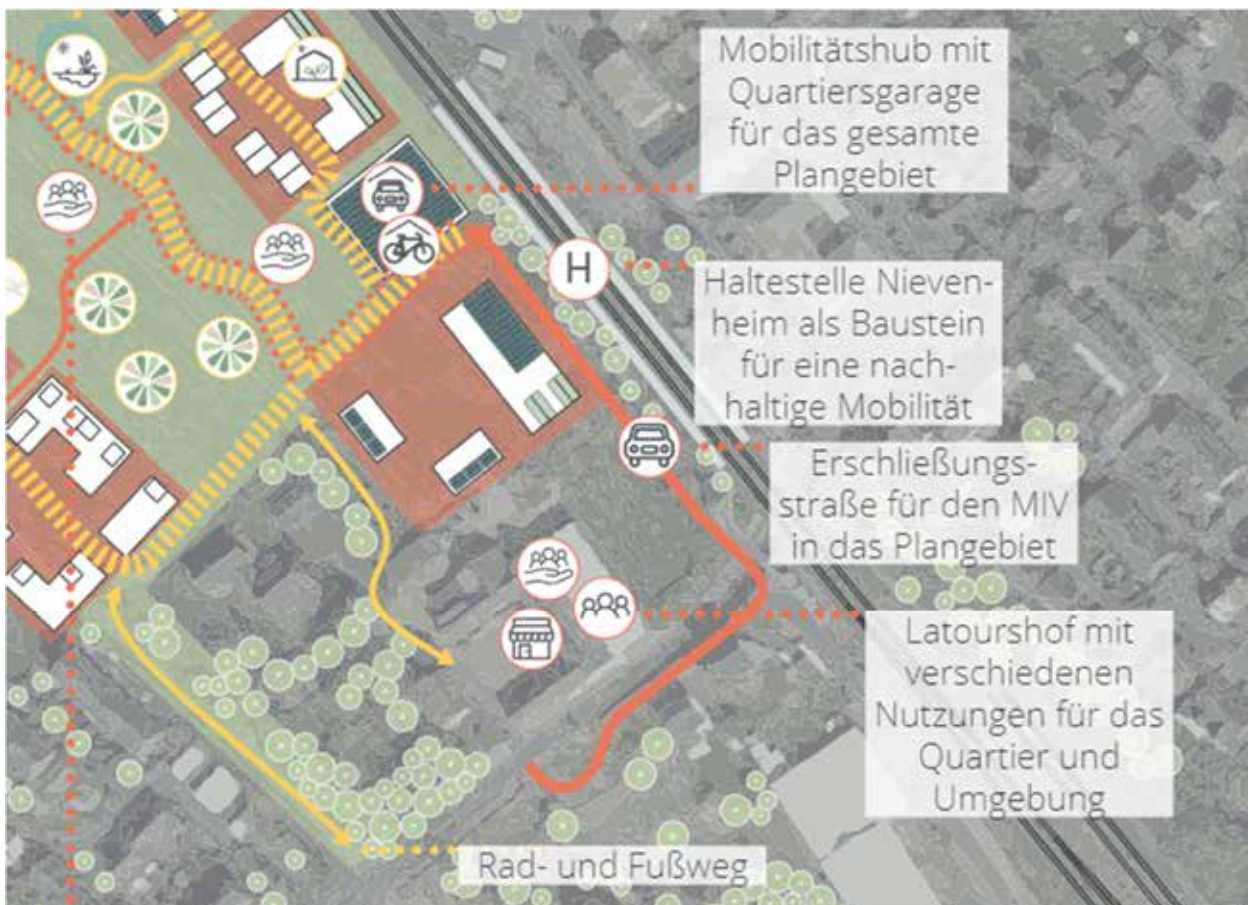 Mobilitätshub mit
Quartiersgarage
für das gesamte
Plangebiet
H
Haltestelle Nieven-
heim als Baustein
für eine nach-
haltige Mobilität
Erschließungs-
straße für den MIV
in das Plangebiet
Latourshof mit
verschiedenen
Nutzungen für das
Quartier und
Umgebung
Rad- und Fußweg